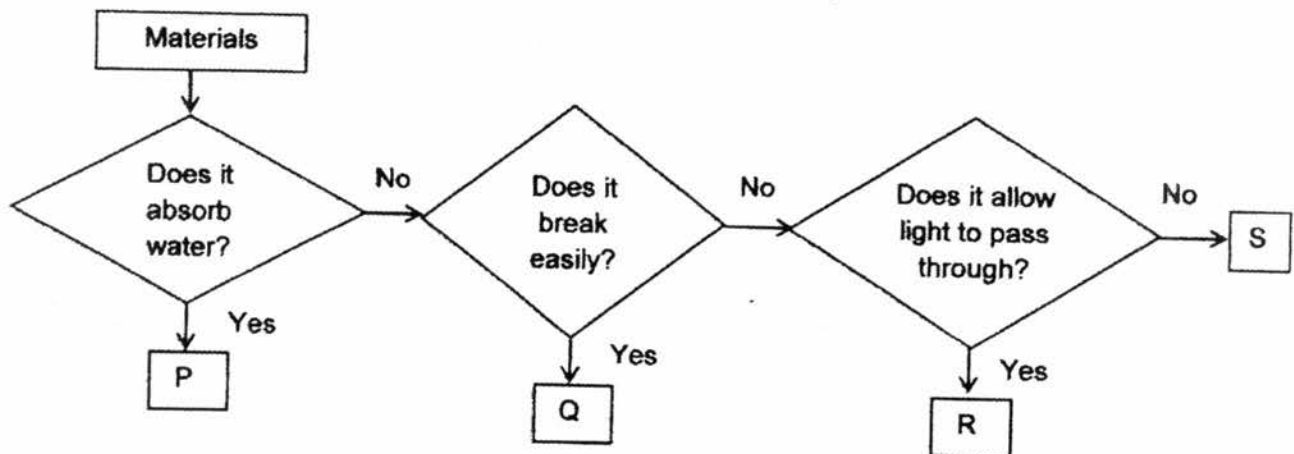 Materials
Does it
absorb
water?
No
Does it
break
easily?
No
Does it allow
light to pass
through?
No
S
Yes
P
Yes
Q
Yes
R